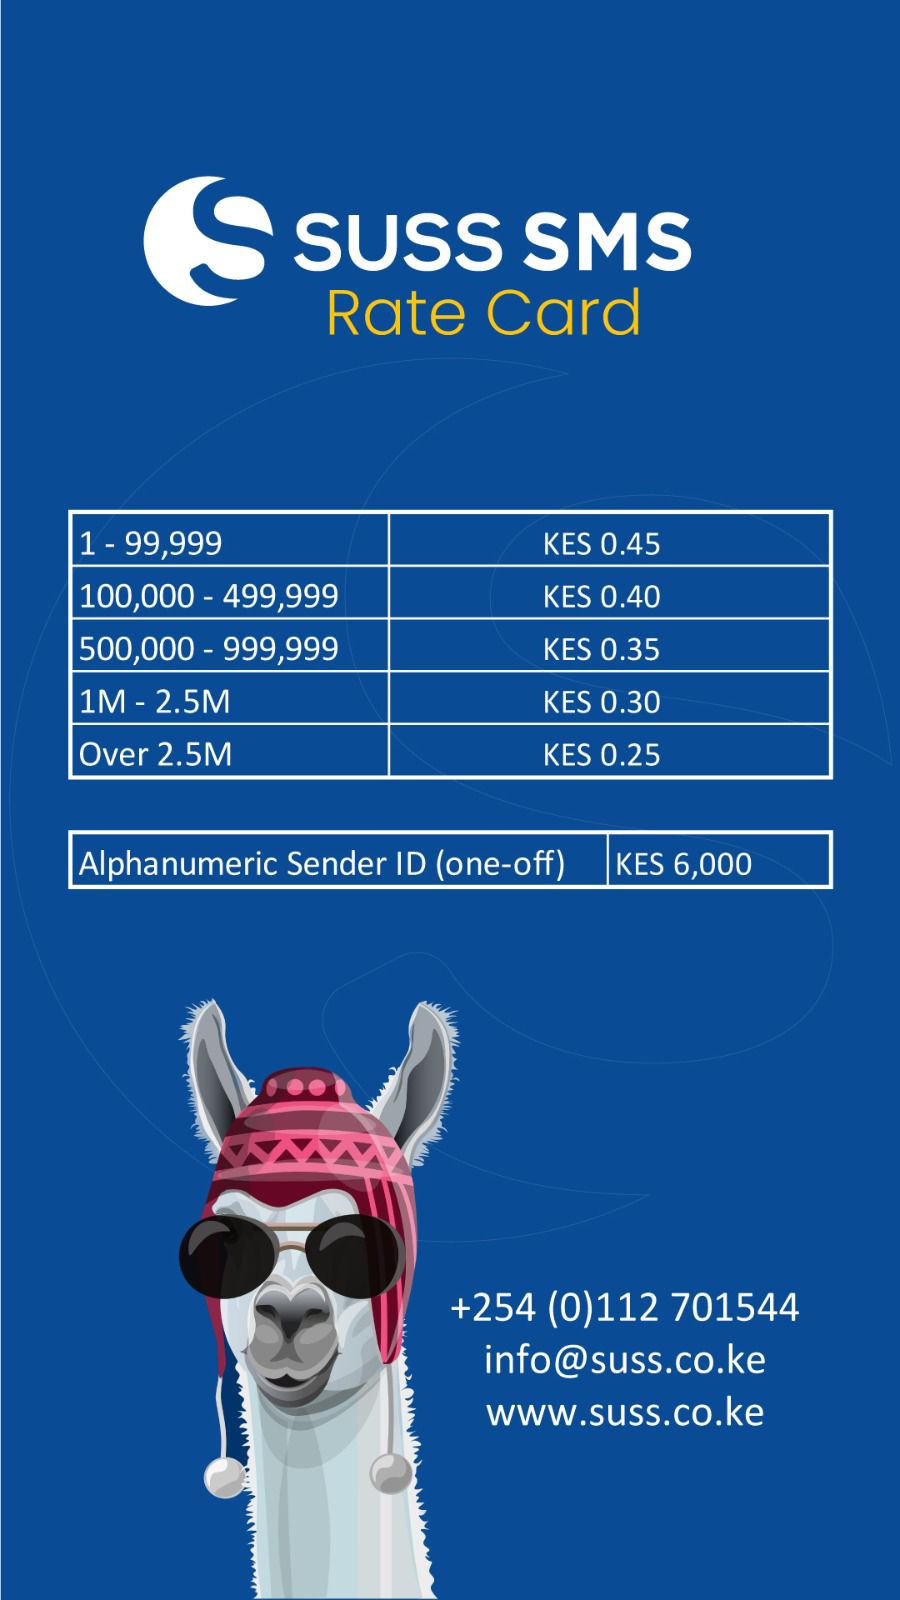 SUSS SMS
Rate Card
1 - 99,999 KES 0.45
100,000 - 499,999 KES 0.40
500,000 - 999,999 KES 0.35
1M - 2.5M KES 0.30
Over 2.5M KES 0.25
Alphanumeric Sender ID (one-off) KES 6,000
+254 (0)112 701544
info@suss.co.ke
www.suss.co.ke